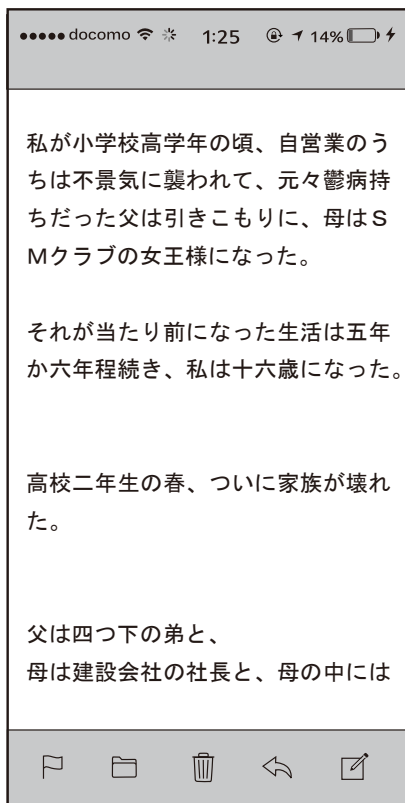 docomo 1:25 14%
私が小学校高学年の頃、自営業のう
ちは不景気に襲われて、元々鬱病持
ちだった父は引きこもりに、母はS
Mクラブの女王様になった。
それが当たり前になった生活は五年
か六年程続き、私は十六歳になった。
高校二年生の春、ついに家族が壊れ
た。
父は四つ下の弟と、
母は建設会社の社長と、母の中には